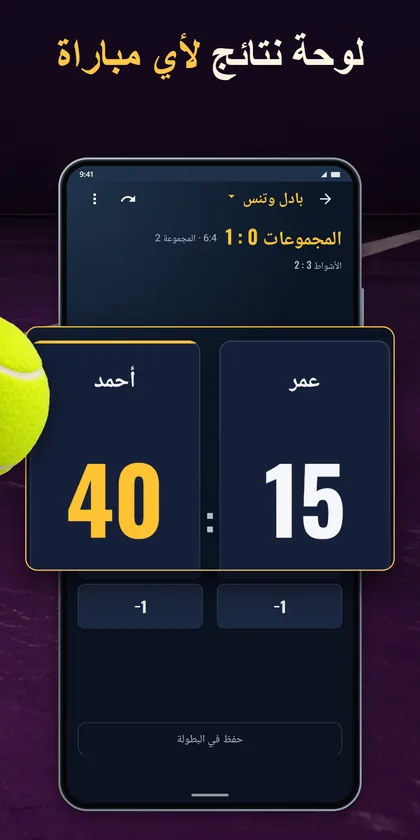 لوحة نتائج لأي مباراة
9:41
بادل وتنس
المجموعات 1 : 0 6:4 · المجموعة 2
الأشواط 3 : 2
عمر
أحمد
15 : 40
-1
-1
حفظ في البطولة